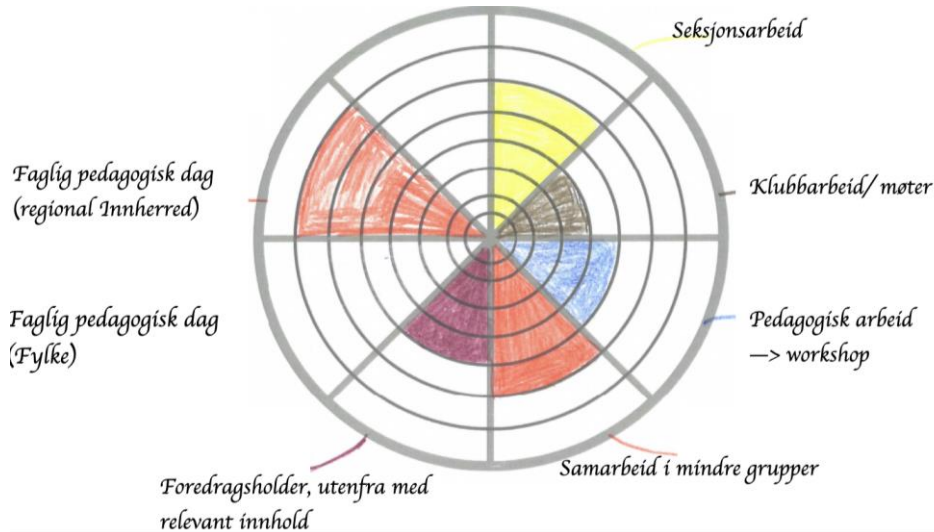 Seksjonsarbeid
Klubbarbeid/ møter
Pedagogisk arbeid
—> workshop
Samarbeid i mindre grupper
Foredragsholder, utenfra med
relevant innhold
Faglig pedagogisk dag
(Fylke)
Faglig pedagogisk dag
(regional Innherred)